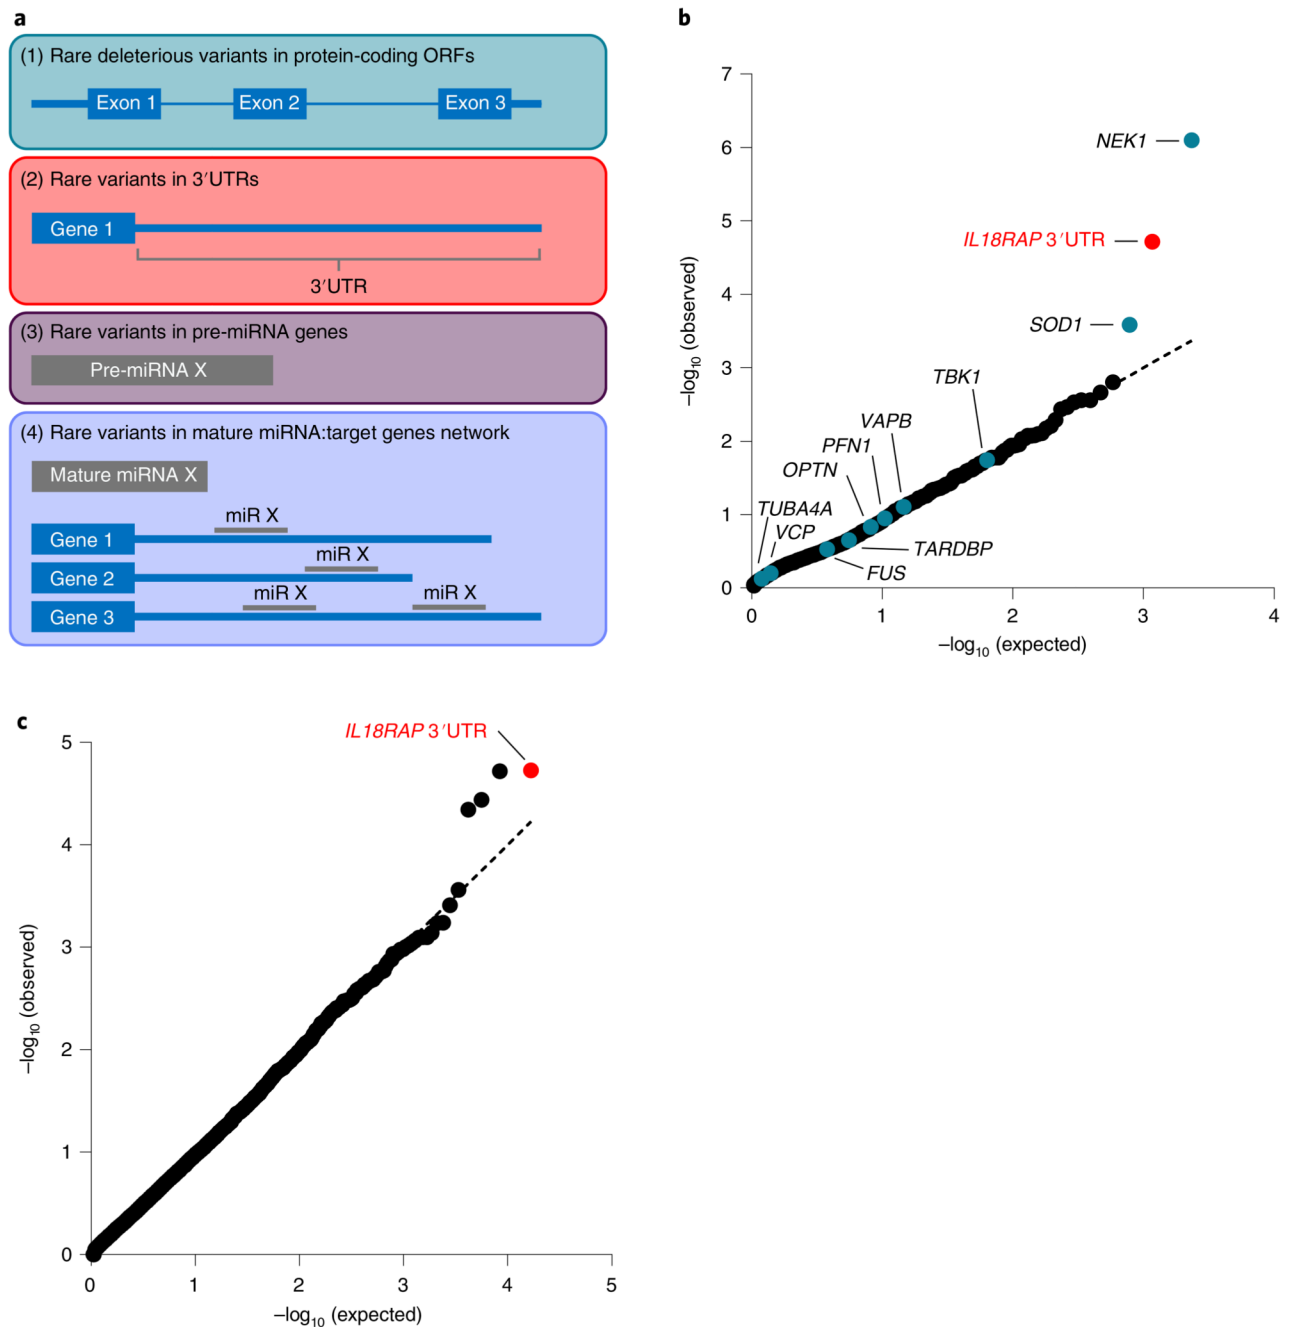 a
(1) Rare deleterious variants in protein-coding ORFs
Exon 1 Exon 2 Exon 3
(2) Rare variants in 3′UTRs
Gene 1
3′UTR
(3) Rare variants in pre-miRNA genes
Pre-miRNA X
(4) Rare variants in mature miRNA:target genes network
Mature miRNA X
miR X
Gene 1
miR X
Gene 2
miR X miR X
Gene 3
b
7
6
5
4
3
2
1
0
–log10 (observed)
NEK1
IL18RAP 3′UTR
SOD1
TBK1
VAPB
PFN1
OPTN
TUBA4A
VCP
TARDBP
FUS
0 1 2 3 4
–log10 (expected)
c
IL18RAP 3′UTR
5
4
3
2
1
0
–log10 (observed)
0 1 2 3 4 5
–log10 (expected)